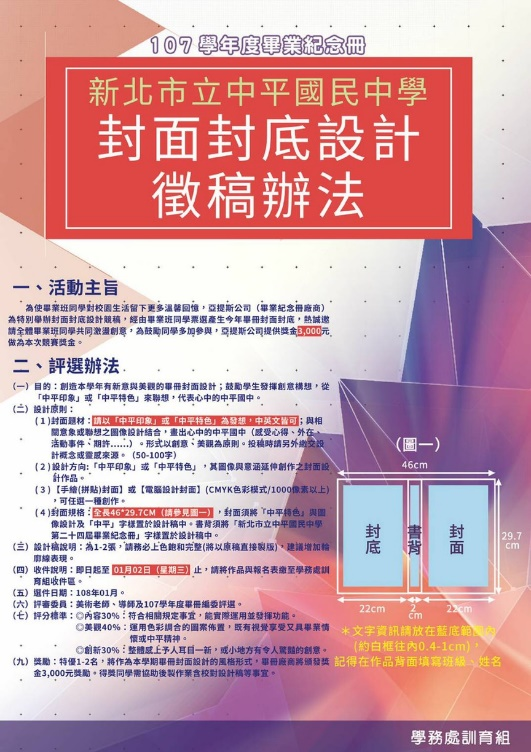 107 學年度畢業紀念冊
新北市立中平國民中學
封面封底設計
徵稿辦法
一、活動主旨
為使畢業班同學對校園生活留下更多溫馨回憶，亞提斯公司（畢業紀念冊廠商）
為特別舉辦封面封底設計競稿，經由畢業班同學票選產生今年畢冊封面封底，熱誠邀
請全體畢業班同學共同激盪創意，為鼓勵同學多加參與，亞提斯公司提供獎金3,000元
做為本次競賽獎金。
二、評選辦法
（一）目的：創造本學年有新意與美觀的畢冊封面設計；鼓勵學生發揮創意構想，從
「中平印象」或「中平特色」來聯想，代表心中的中平國中。
（二）設計原則：
(1)封面題材：請以「中平印象」或「中平特色」為發想，中英文皆可；與相
關意象或聯想之圖像設計結合，畫出心中的中平國中（感受心得、外在、
活動事件、期許……）。形式以創意、美觀為原則。投稿時請另外繳交設
計概念或靈感來源。（50-100字）
(2)設計方向:「中平印象」或「中平特色」，其圖像與意涵延伸創作之封面設
計作品。
(3)【手繪(拼貼)封面】或【電腦設計封面】(CMYK色彩模式/1000像素以上)
，可任選一種創作。
(4)封面規格：全長46*29.7CM（請參見圖一），封面須將「中平特色」與圖
像設計及「中平」字樣置於設計稿中。書背須將「新北市立中平國民中學
第二十四屆畢業紀念冊」字樣置於設計稿中。
（三）設計稿說明：為1-2張，請務必上色飽和完整(將以原稿直接製版)，建議增加輪
廓線表現。
（四）收件說明：即日起至 01月02日（星期三）止，請將作品與報名表繳至學務處訓
育組收件區。
（五）選件日期：108年01月。
（六）評審委員：美術老師、導師及107學年度畢冊編委評選。
（七）評分標準：◎內容30%：符合相關規定事宜，能實際運用並發揮功能。
◎美觀40%：運用色彩調合的圖案佈置，既有視覺享受又具畢業情
懷或中平精神。
◎創新30%：整體感上予人耳目一新，或小地方有令人驚豔的創意。
（九）獎勵：特優1-2名，將作為本學期畢冊封面設計的風格形式，畢冊廠商將頒發獎
金3,000元獎勵。得獎同學需協助後製作業含校對設計稿等事宜。
(圖一)
46cm
封底
書背
封面
29.7
cm
22cm
2
cm
22cm
＊文字資訊請放在藍底範圍內
(約白框往內0.4-1cm)，
記得在作品背面填寫班級、姓名
學務處訓育組